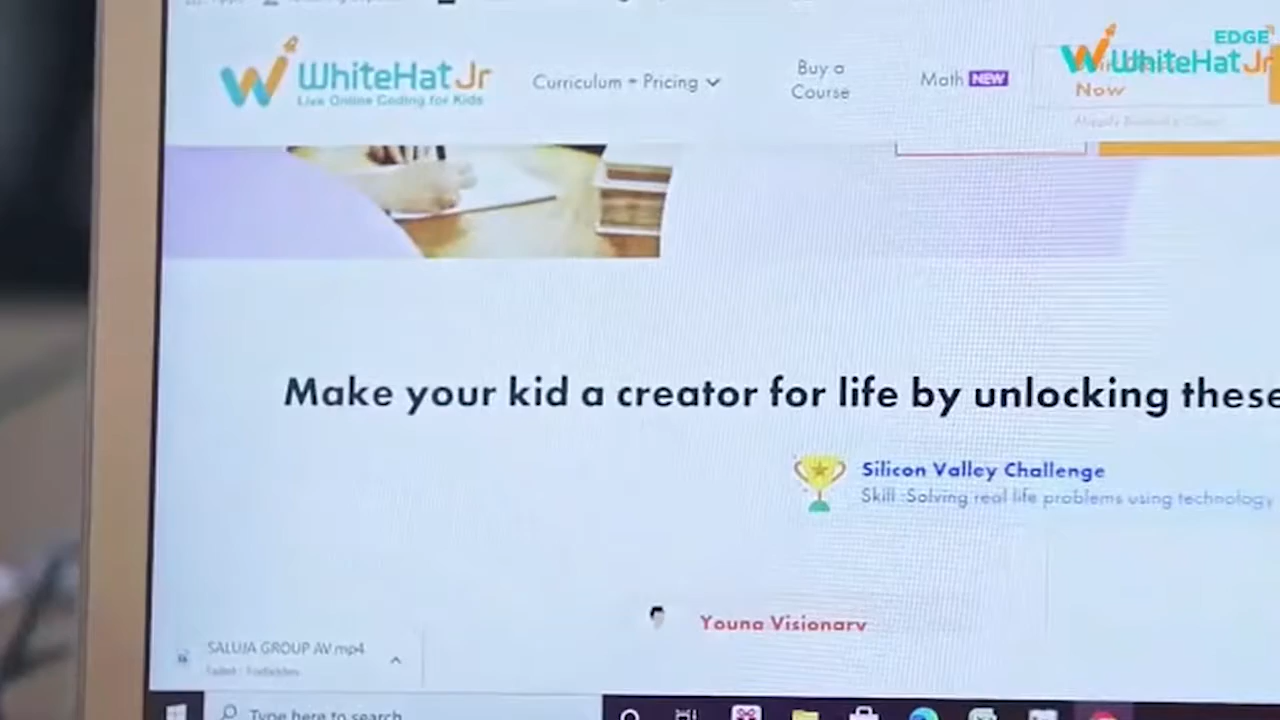 WhiteHat Jr
Live Online Coding for Kids
Curriculum + Pricing
Buy a
Course
Math NEW
EDGE
WhiteHat Jr
Now
Make your kid a creator for life by unlocking these
Silicon Valley Challenge
Skill :Solving real life problems using technology
Young Visionary
SALUJA GROUP AV.mp4
Failed - Forbidden
Type here to search